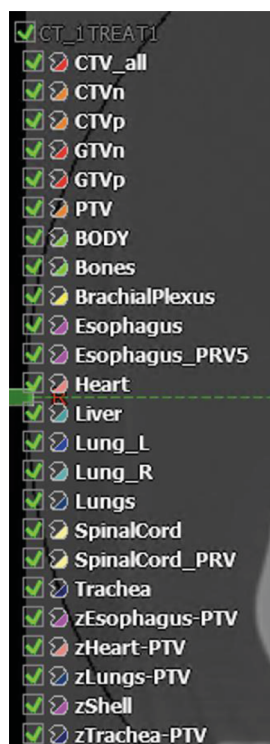 CT_1TREAT1
CTV_all
CTVn
CTVp
GTVn
GTVp
PTV
BODY
Bones
BrachialPlexus
Esophagus
Esophagus_PRV5
Heart
R
Liver
Lung_L
Lung_R
Lungs
SpinalCord
SpinalCord_PRV
Trachea
zEsophagus-PTV
zHeart-PTV
zLungs-PTV
zShell
zTrachea-PTV